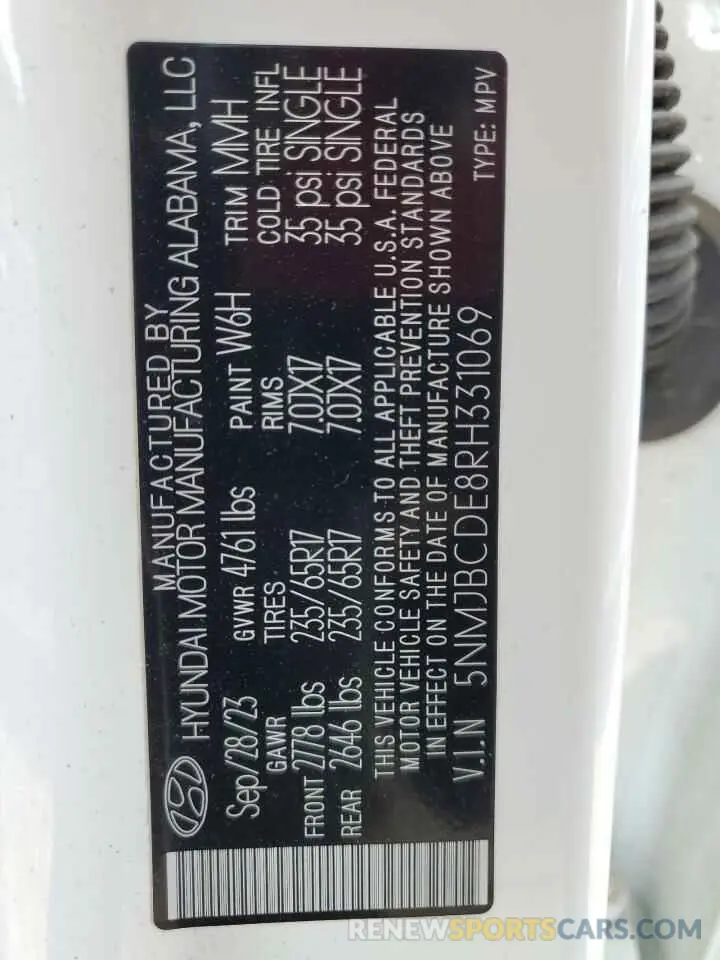 MANUFACTURED BY
HYUNDAI MOTOR MANUFACTURING ALABAMA, LLC
Sep/28/23 GVWR 4761 lbs PAINT W6H TRIM MMH
GAWR TIRES RIMS COLD TIRE INFL
FRONT 2778 lbs 235/65R17 7.0JX17 35 psi SINGLE
REAR 2646 lbs 235/65R17 7.0JX17 35 psi SINGLE
THIS VEHICLE CONFORMS TO ALL APPLICABLE U.S.A. FEDERAL
MOTOR VEHICLE SAFETY AND THEFT PREVENTION STANDARDS
IN EFFECT ON THE DATE OF MANUFACTURE SHOWN ABOVE
V.I.N 5NMJBCDE8RH331069 TYPE: MPV
RENEWSPORTSCARS.COM